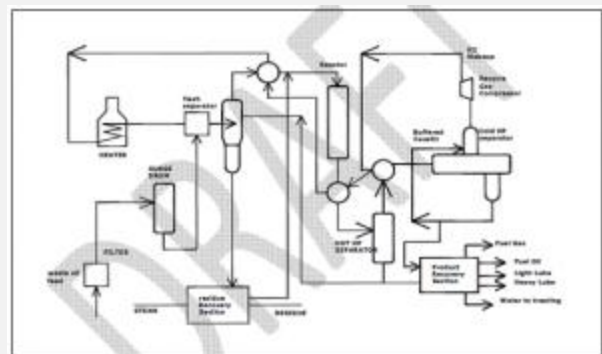 DRAFT
H2
Makeup
Reactor
Recycle
Gas
Compressor
flash
separator
Buffered
Caustic
Cold HP
separator
HEATER
SURGE
DRUM
HOT HP
SEPARATOR
FILTER
waste oil
feed
Product
Recovery
Section
Fuel Gas
Fuel Oil
Light Lube
Heavy Lube
Water to treating
residue
Recovery
Section
STEAM
RESIDUE